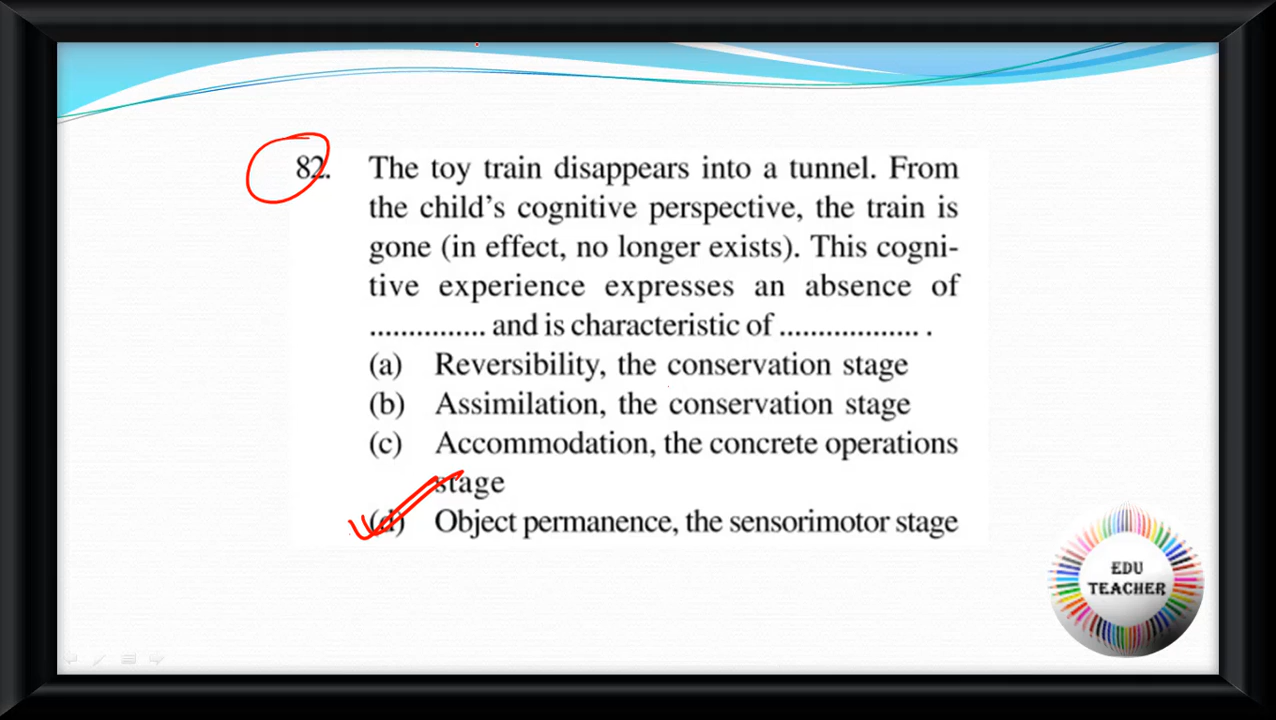 82. The toy train disappears into a tunnel. From
the child's cognitive perspective, the train is
gone (in effect, no longer exists). This cogni-
tive experience expresses an absence of
............... and is characteristic of .................. .
(a) Reversibility, the conservation stage
(b) Assimilation, the conservation stage
(c) Accommodation, the concrete operations
stage
(d) Object permanence, the sensorimotor stage
EDU
TEACHER